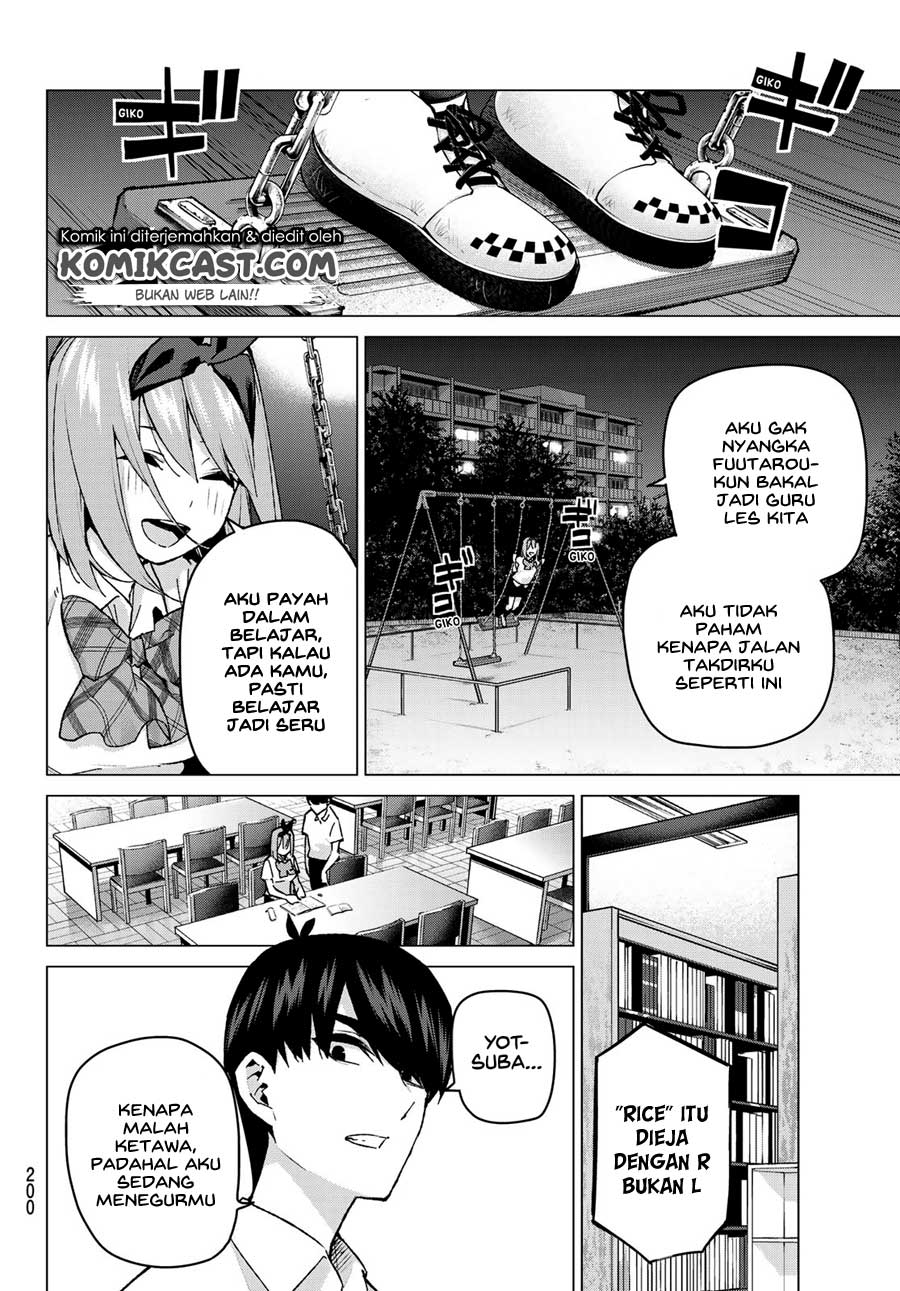 GIKO
ギ
GIKO
ギコ
Komik ini diterjemahkan & diedit oleh
KOMIKCAST.COM
BUKAN WEB LAIN!!
AKU GAK
NYANGKA
FUUTAROU-
KUN BAKAL
JADI GURU
LES KITA
ギコ
GIKO
ギコ
GIKO
AKU TIDAK
PAHAM
KENAPA JALAN
TAKDIRKU
SEPERTI INI
AKU PAYAH
DALAM
BELAJAR,
TAPI KALAU
ADA KAMU,
PASTI
BELAJAR
JADI SERU
"RICE" ITU
DIEJA
DENGAN R
BUKAN L
YOT-
SUBA...
KENAPA
MALAH
KETAWA,
PADAHAL AKU
SEDANG
MENEGURMU
200